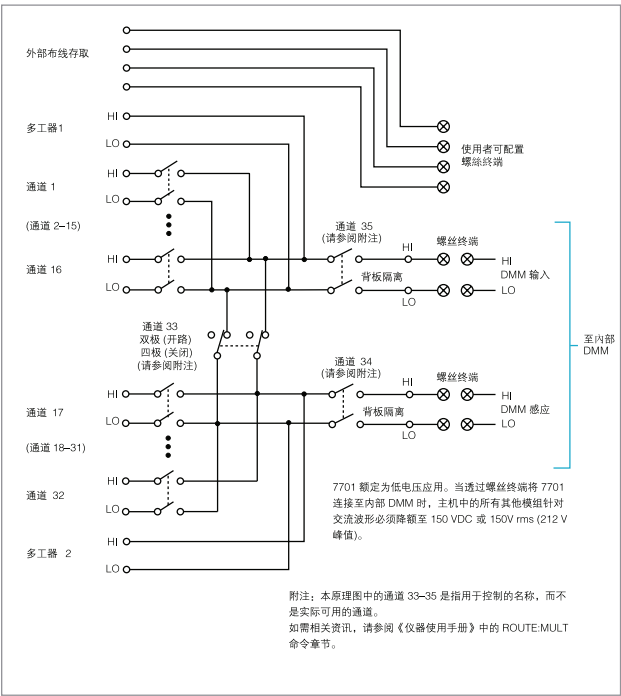 外部布线存取
多工器1
HI
LO
使用者可配置
螺絲终端
通道 1
HI
LO
(通道 2–15)
通道 16
HI
LO
通道 35
(请参阅附注)
背板隔离
HI
LO
螺丝终端
HI
DMM 输入
LO
至内部
DMM
通道 33
双极 (开路)
四极 (关闭)
(请参阅附注)
通道 34
(请参阅附注)
背板隔离
HI
LO
螺丝终端
HI
DMM 感应
LO
通道 17
HI
LO
(通道 18–31)
通道 32
HI
LO
多工器 2
HI
LO
7701 额定为低电压应用。当透过螺丝终端将 7701
连接至内部 DMM 时，主机中的所有其他模组针对
交流波形必须降额至 150 VDC 或 150V rms (212 V
峰值)。
附注：本原理图中的通道 33–35 是指用于控制的名称，而不
是实际可用的通道。
如需相关资讯，请参阅《仪器使用手册》中的 ROUTE:MULT
命令章节。